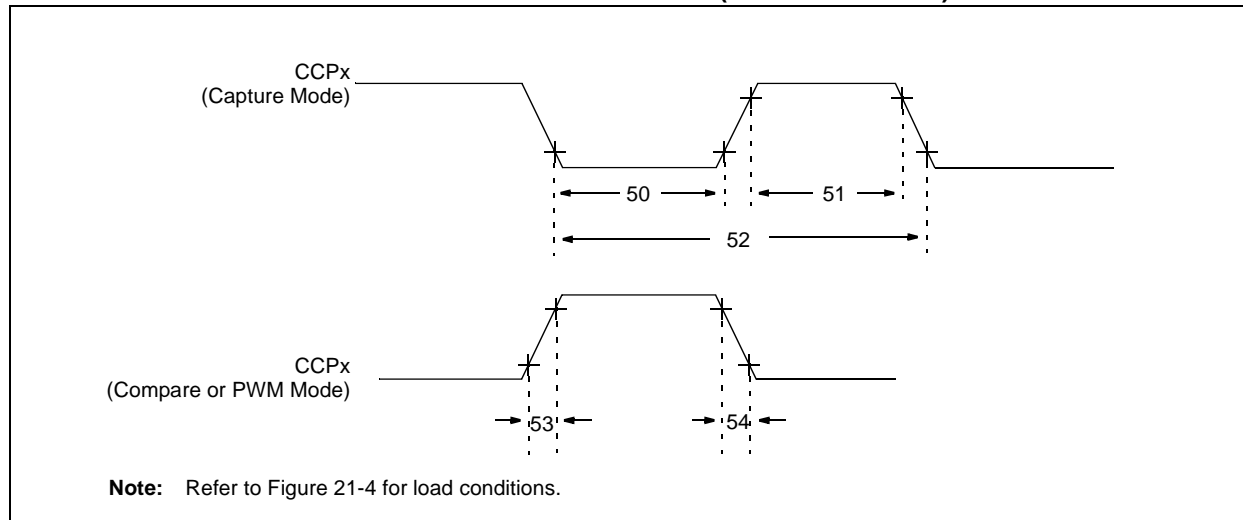 CCPx
(Capture Mode)
50
51
52
CCPx
(Compare or PWM Mode)
53
54
Note: Refer to Figure 21-4 for load conditions.